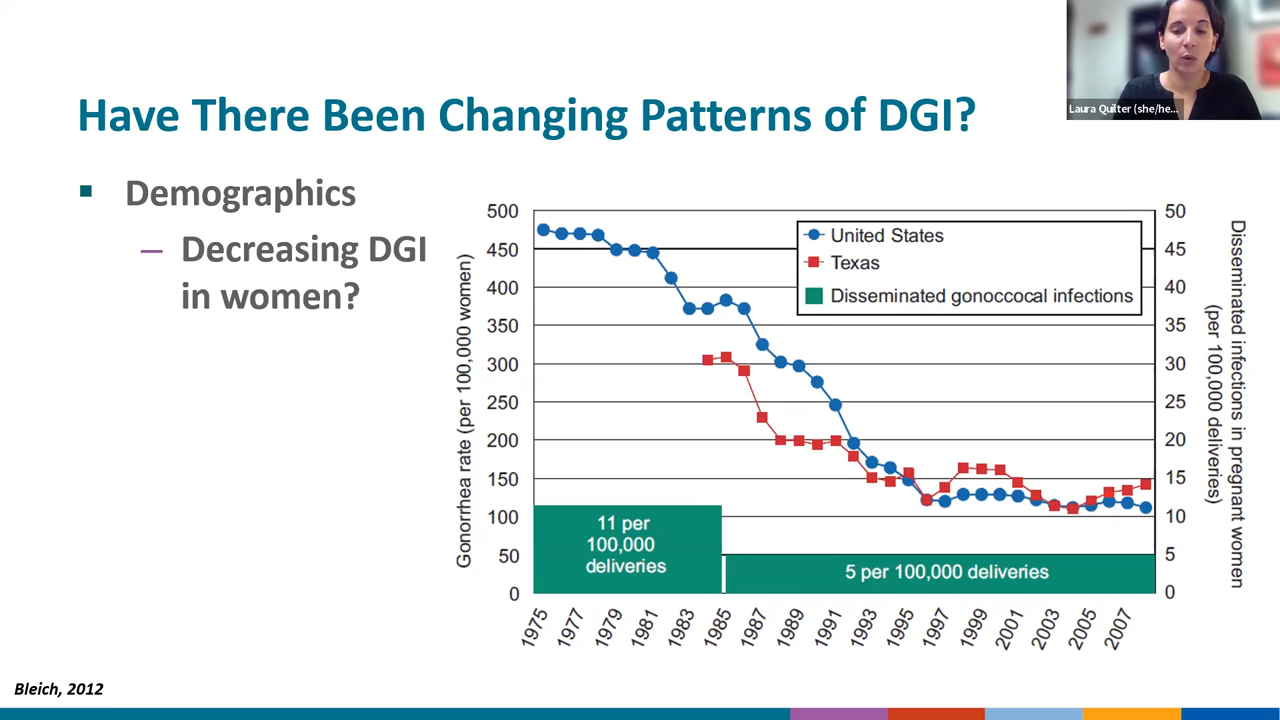 Laura Quilter (she/he...
Have There Been Changing Patterns of DGI?
Demographics
– Decreasing DGI
in women?
Gonorrhea rate (per 100,000 women)
500
450
400
350
300
250
200
150
100
50
0
United States
Texas
Disseminated gonoccocal infections
11 per
100,000
deliveries
5 per 100,000 deliveries
50
45
40
35
30
25
20
15
10
5
0
Disseminated infections in pregnant women
(per 100,000 deliveries)
1975
1977
1979
1981
1983
1985
1987
1989
1991
1993
1995
1997
1999
2001
2003
2005
2007
Bleich, 2012